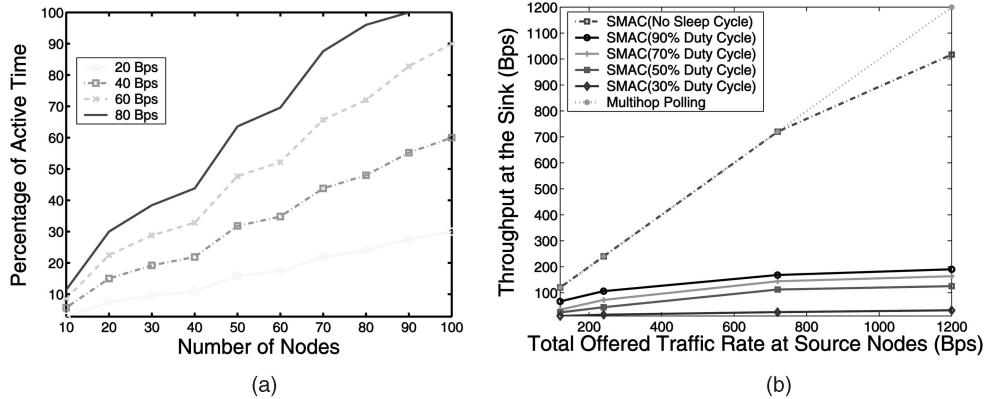 Percentage of Active Time
100
90
80
70
60
50
40
30
20
10
20 Bps
40 Bps
60 Bps
80 Bps
10 20 30 40 50 60 70 80 90 100
Number of Nodes
(a)
Throughput at the Sink (Bps)
1200
1100
1000
900
800
700
600
500
400
300
200
100
SMAC(No Sleep Cycle)
SMAC(90% Duty Cycle)
SMAC(70% Duty Cycle)
SMAC(50% Duty Cycle)
SMAC(30% Duty Cycle)
Multihop Polling
200 400 600 800 1000 1200
Total Offered Traffic Rate at Source Nodes (Bps)
(b)